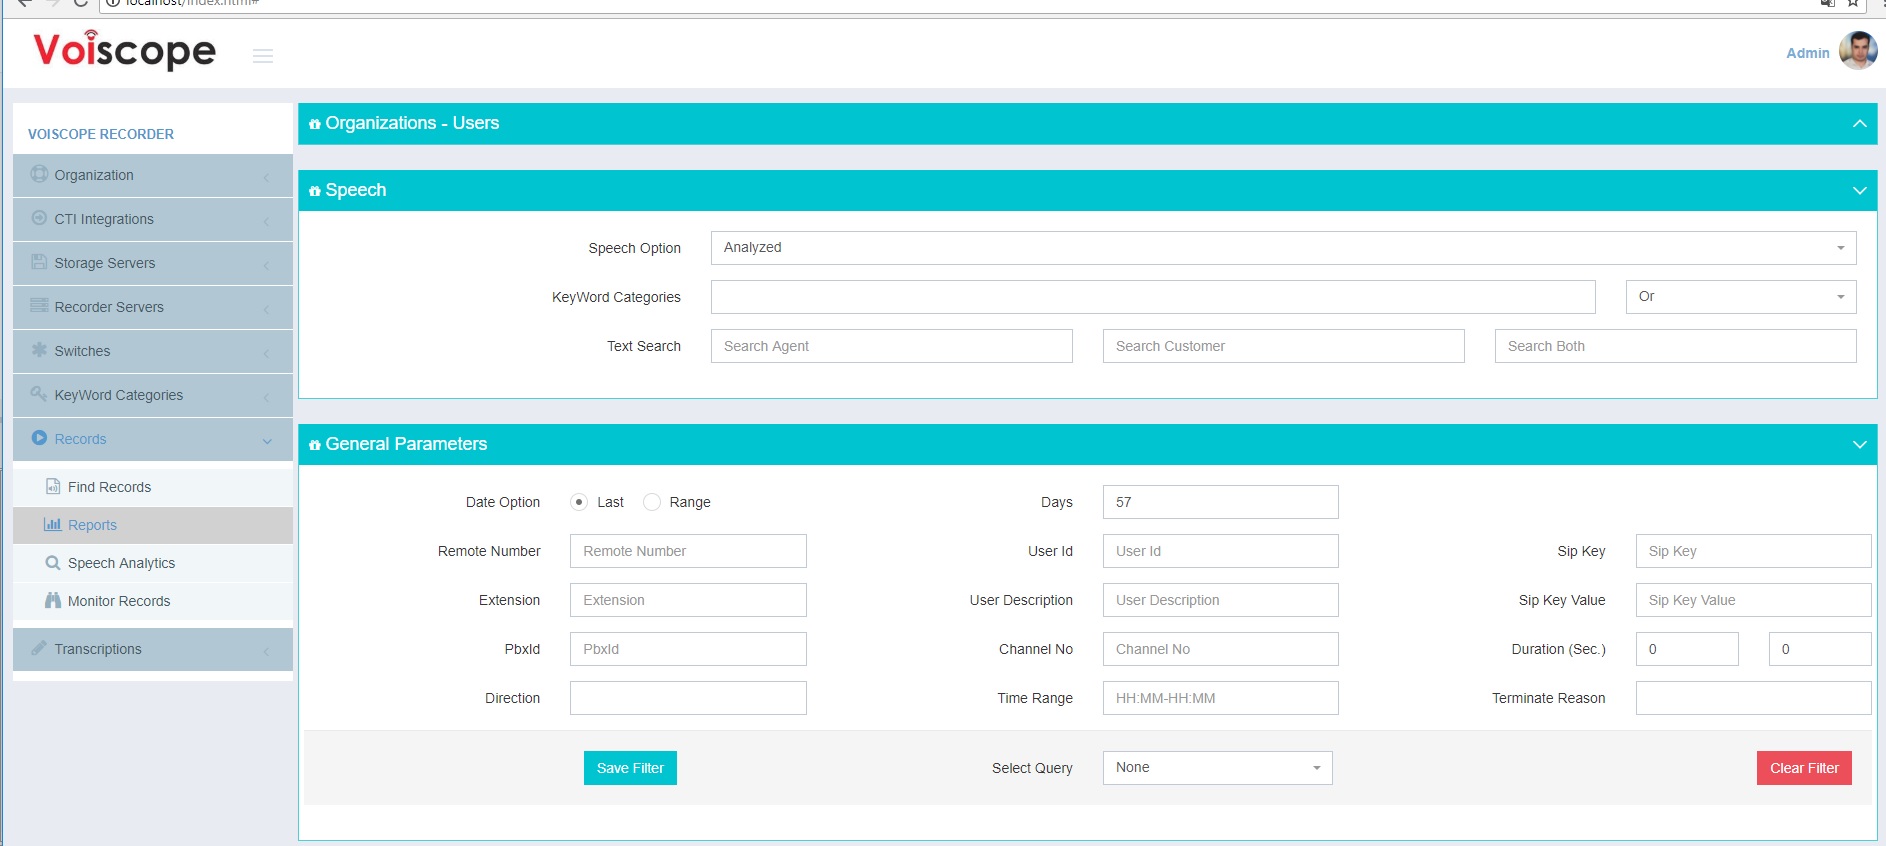 localhost/index.html#
Voiscope
Admin
VOISCOPE RECORDER
Organization
CTI Integrations
Storage Servers
Recorder Servers
Switches
KeyWord Categories
Records
Find Records
Reports
Speech Analytics
Monitor Records
Transcriptions
Organizations - Users
Speech
Speech Option Analyzed
KeyWord Categories Or
Text Search Search Agent Search Customer Search Both
General Parameters
Date Option Last Range Days 57
Remote Number Remote Number User Id User Id Sip Key Sip Key
Extension Extension User Description User Description Sip Key Value Sip Key Value
PbxId PbxId Channel No Channel No Duration (Sec.) 0 0
Direction Time Range HH:MM-HH:MM Terminate Reason
Save Filter Select Query None Clear Filter